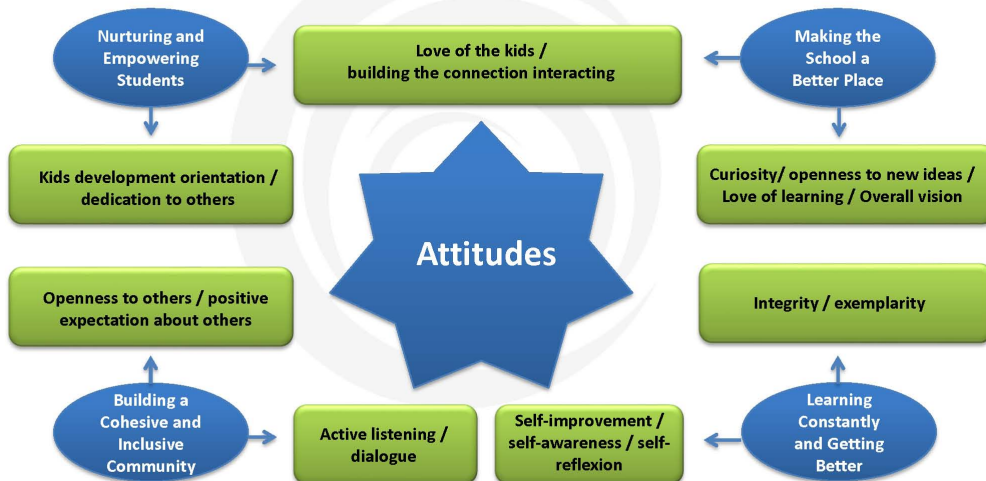 Nurturing and
Empowering
Students
Love of the kids /
building the connection interacting
Making the
School a
Better Place
Kids development orientation /
dedication to others
Curiosity/ openness to new ideas /
Love of learning / Overall vision
Attitudes
Openness to others / positive
expectation about others
Integrity / exemplarity
Building a
Cohesive and
Inclusive
Community
Active listening /
dialogue
Self-improvement /
self-awareness / self-
reflexion
Learning
Constantly
and Getting
Better